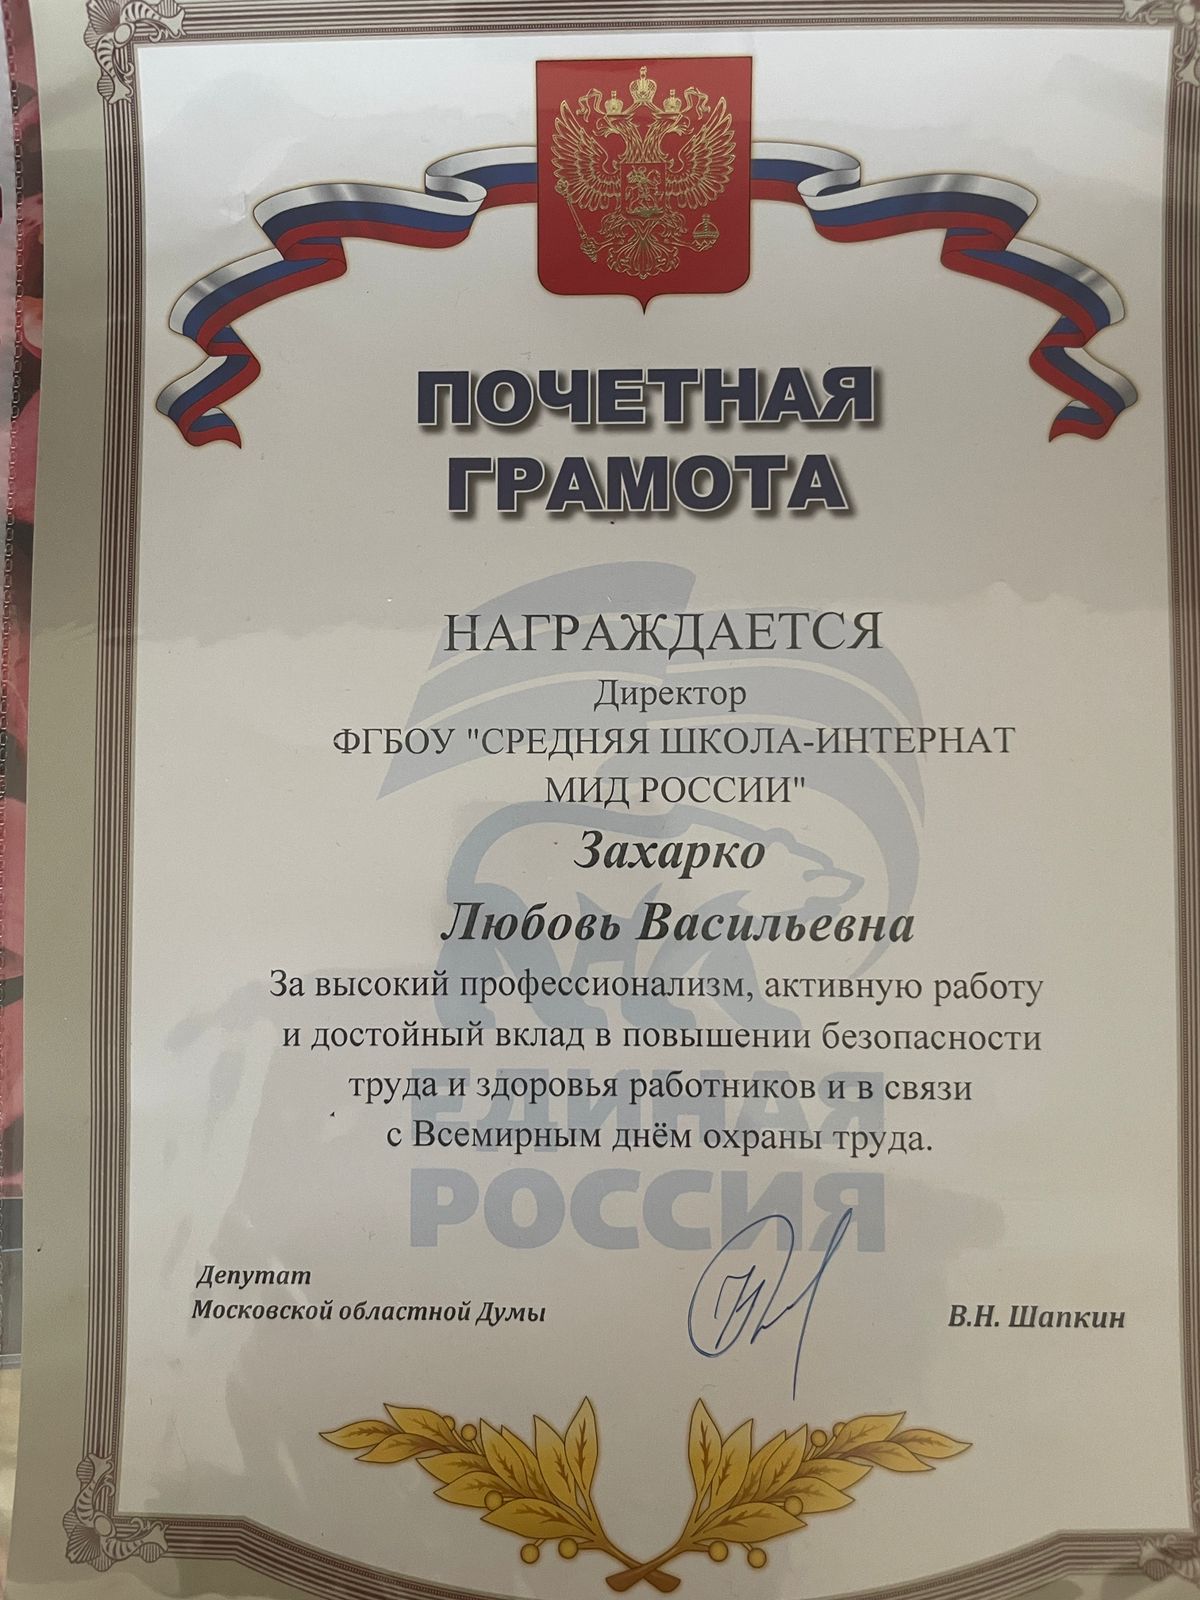 ПОЧЕТНАЯ
ГРАМОТА
НАГРАЖДАЕТСЯ
Директор
ФГБОУ "СРЕДНЯЯ ШКОЛА-ИНТЕРНАТ
МИД РОССИИ"
Захарко
Любовь Васильевна
За высокий профессионализм, активную работу
и достойный вклад в повышении безопасности
труда и здоровья работников и в связи
с Всемирным днём охраны труда.
ЕДИНАЯ
РОССИЯ
Депутат
Московской областной Думы
В.Н. Шапкин